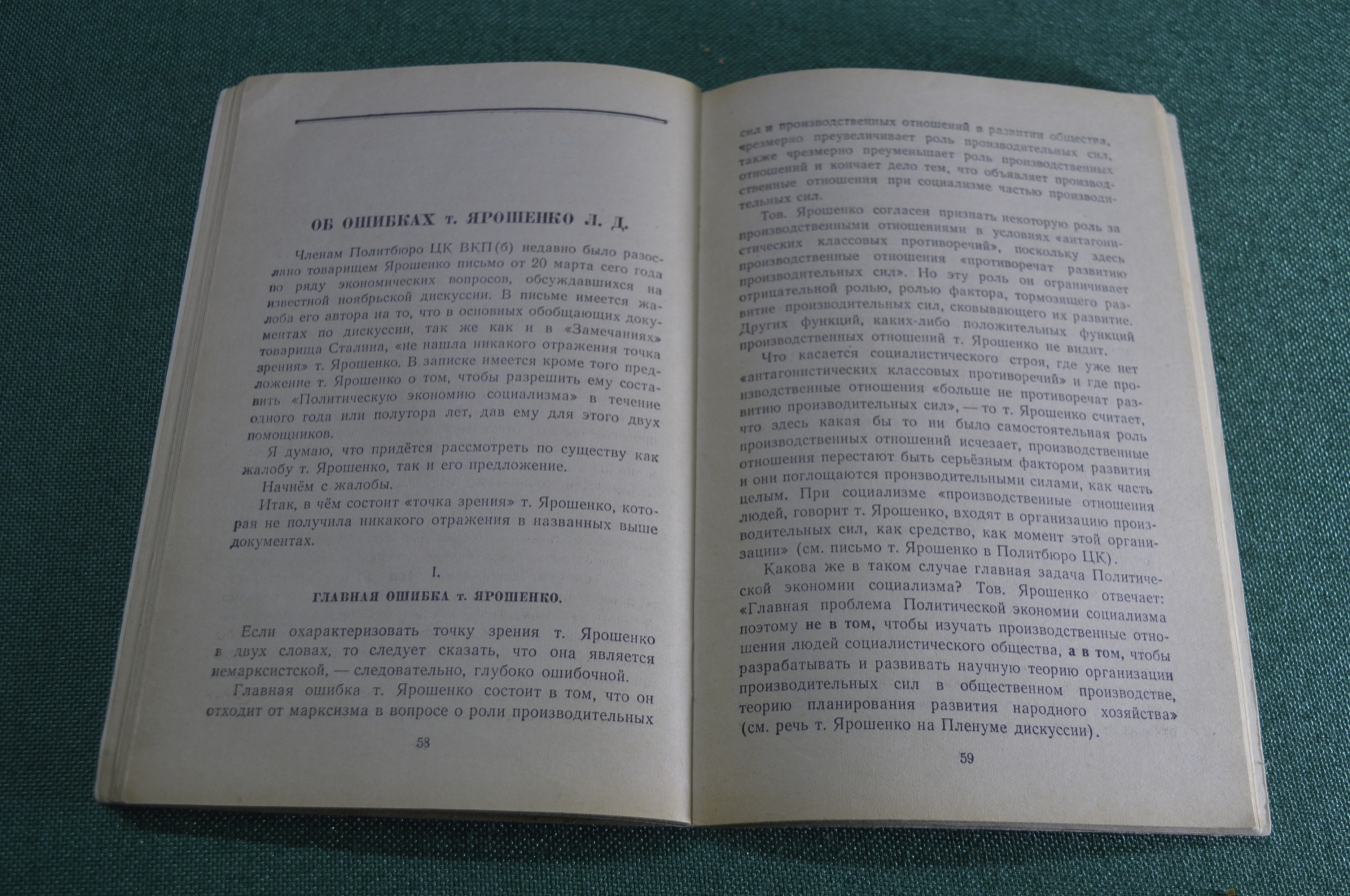 ОБ ОШИБКАХ т. ЯРОШЕНКО Л. Д.
Членам Политбюро ЦК ВКП(б) недавно было разос-
лано товарищем Ярошенко письмо от 20 марта сего года
по ряду экономических вопросов, обсуждавшихся на
известной ноябрьской дискуссии. В письме имеется жа-
лоба его автора на то, что в основных обобщающих доку-
ментах по дискуссии, так же как и в «Замечаниях»
товарища Сталина, «не нашла никакого отражения точка
зрения» т. Ярошенко. В записке имеется кроме того пред-
ложение т. Ярошенко о том, чтобы разрешить ему соста-
вить «Политическую экономию социализма» в течение
одного года или полутора лет, дав ему для этого двух
помощников.
Я думаю, что придётся рассмотреть по существу как
жалобу т. Ярошенко, так и его предложение.
Начнём с жалобы.
Итак, в чём состоит «точка зрения» т. Ярошенко, кото-
рая не получила никакого отражения в названных выше
документах.
I.
ГЛАВНАЯ ОШИБКА т. ЯРОШЕНКО.
Если охарактеризовать точку зрения т. Ярошенко
в двух словах, то следует сказать, что она является
немарксистской, — следовательно, глубоко ошибочной.
Главная ошибка т. Ярошенко состоит в том, что он
отходит от марксизма в вопросе о роли производительных
58
сил и производственных отношений в развитии общества,
чрезмерно преувеличивает роль производительных сил,
также чрезмерно преуменьшает роль производственных
отношений и кончает дело тем, что объявляет производ-
ственные отношения при социализме частью производи-
тельных сил.
Тов. Ярошенко согласен признать некоторую роль за
производственными отношениями в условиях «антагони-
стических классовых противоречий», поскольку здесь
производственные отношения «противоречат развитию
производительных сил». Но эту роль он ограничивает
отрицательной ролью, ролью фактора, тормозящего раз-
витие производительных сил, сковывающего их развитие.
Других функций, каких-либо положительных функций
производственных отношений т. Ярошенко не видит.
Что касается социалистического строя, где уже нет
«антагонистических классовых противоречий» и где про-
изводственные отношения «больше не противоречат раз-
витию производительных сил», — то т. Ярошенко считает,
что здесь какая бы то ни было самостоятельная роль
производственных отношений исчезает, производственные
отношения перестают быть серьёзным фактором развития
и они поглощаются производительными силами, как часть
целым. При социализме «производственные отношения
людей, говорит т. Ярошенко, входят в организацию произ-
водительных сил, как средство, как момент этой органи-
зации» (см. письмо т. Ярошенко в Политбюро ЦК).
Какова же в таком случае главная задача Политиче-
ской экономии социализма? Тов. Ярошенко отвечает:
«Главная проблема Политической экономии социализма
поэтому не в том, чтобы изучать производственные отно-
шения людей социалистического общества, а в том, чтобы
разрабатывать и развивать научную теорию организации
производительных сил в общественном производстве,
теорию планирования развития народного хозяйства»
(см. речь т. Ярошенко на Пленуме дискуссии).
59